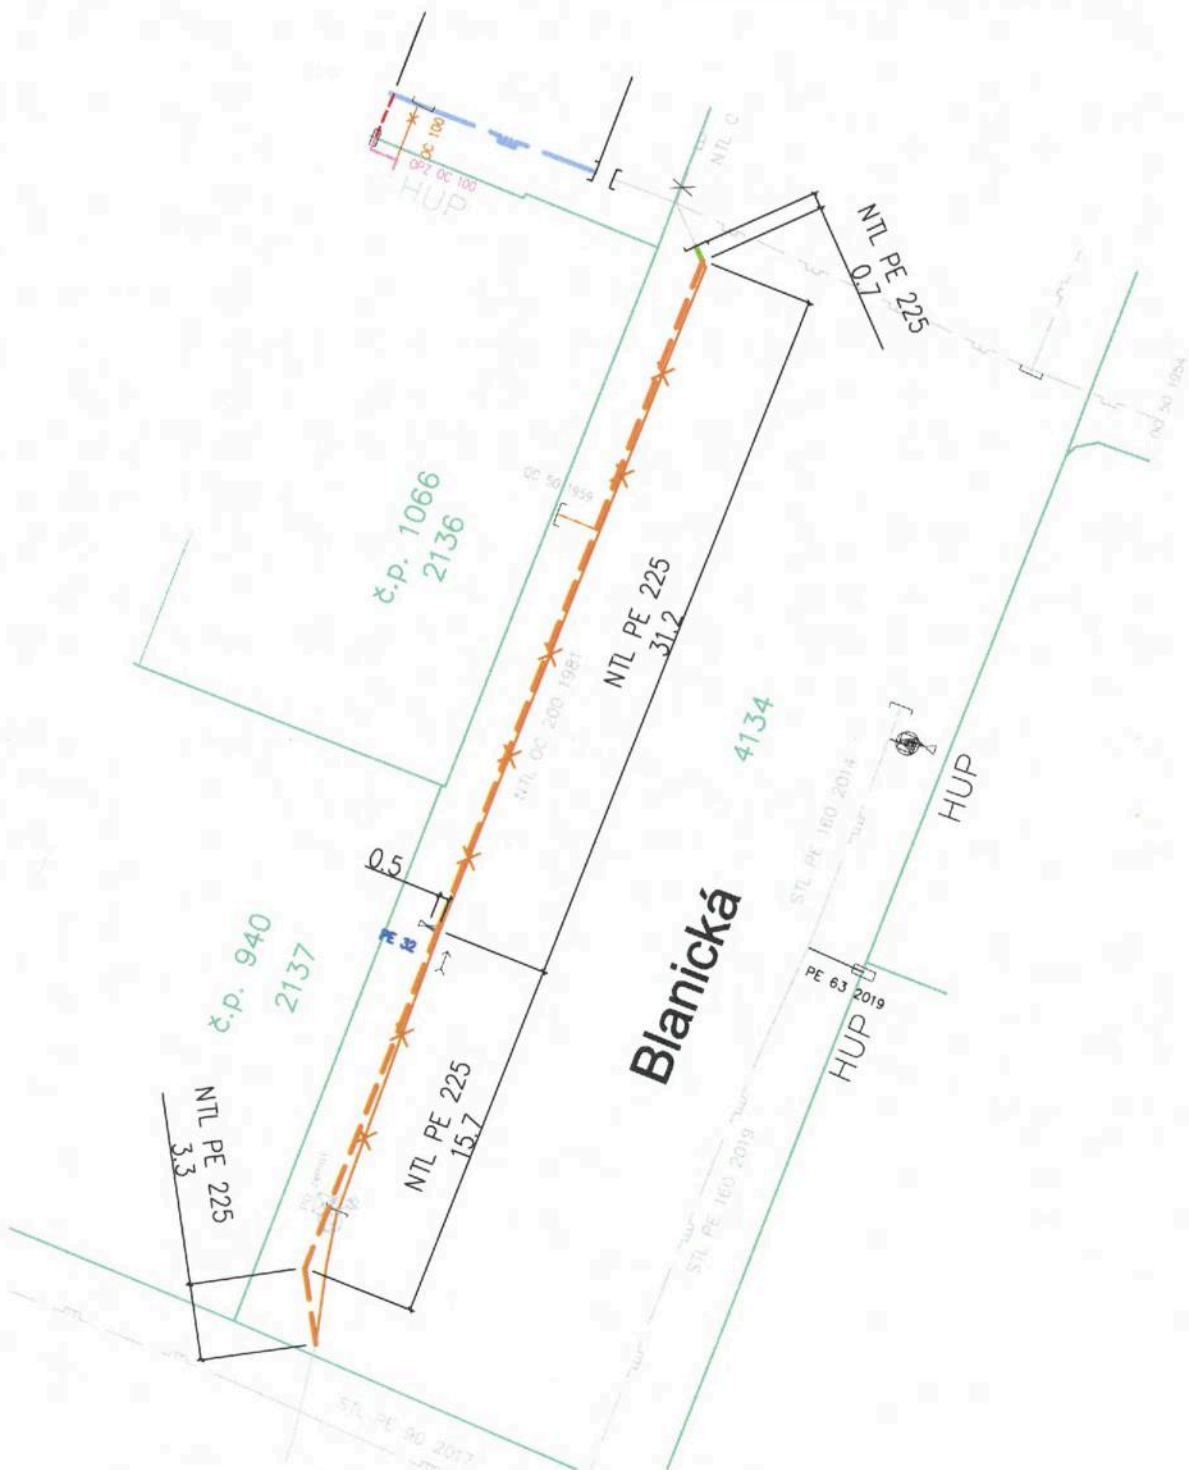 OC 100
OPZ OC 100
HUP
NTL O
NTL PE 225
0.7
OC 50 1954
OC 50 1959
č.p. 1066
2136
NTL PE 225
31.2
NTL OC 200 1981
4134
STL PE 160 2014
HUP
0.5
PE 32
č.p. 940
2137
Blanická
PE 63 2019
HUP
NTL PE 225
15.7
NTL PE 225
3.3
STL PE 160 2019
STL PE 90 2017